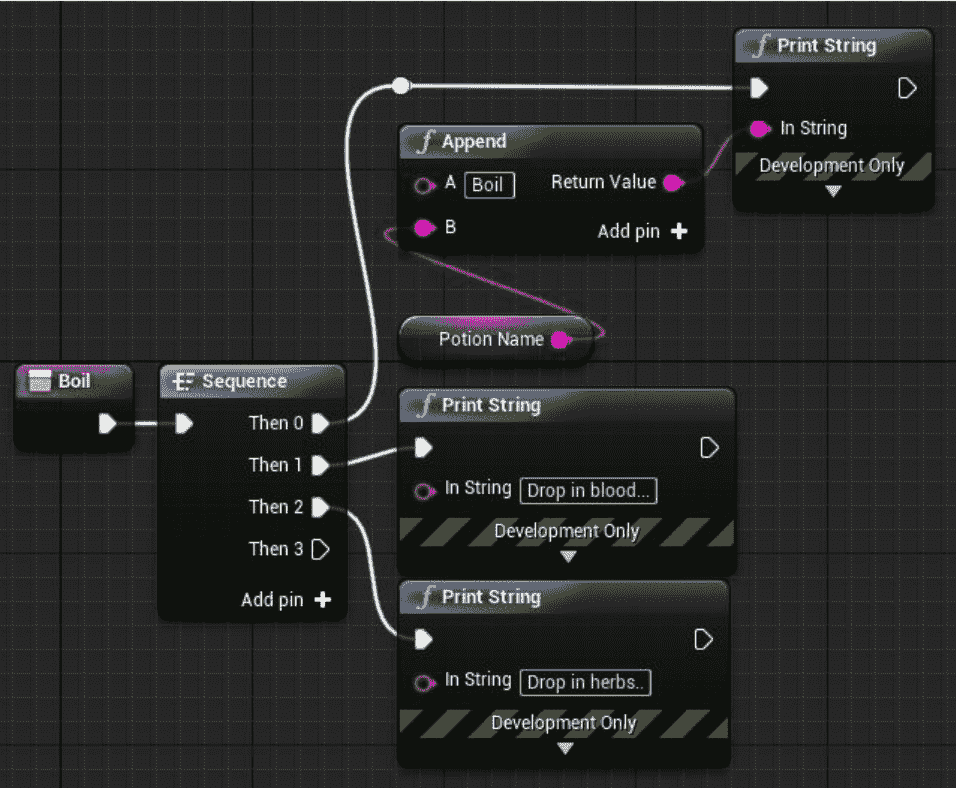 f Print String
In String
Development Only
f Append
A Boil Return Value
B
Add pin +
Potion Name
Boil
Sequence
Then 0
Then 1
Then 2
Then 3
Add pin +
f Print String
In String Drop in blood...
Development Only
f Print String
In String Drop in herbs..
Development Only